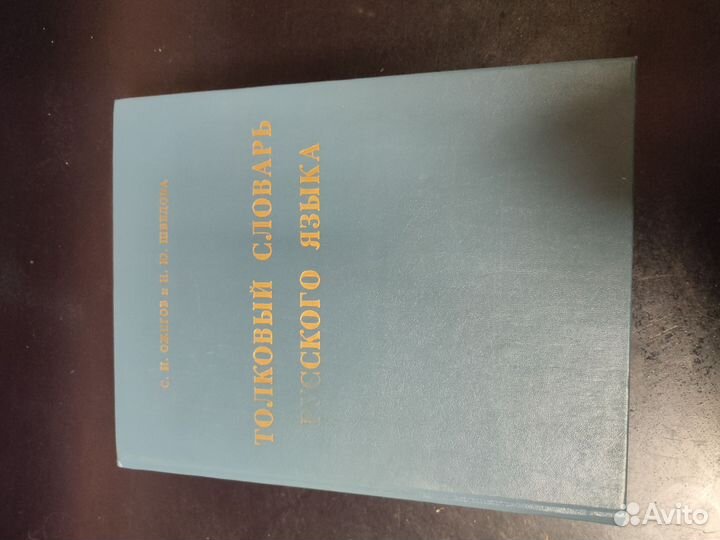 С. И. ОЖЕГОВ и Н. Ю. ШВЕДОВА
ТОЛКОВЫЙ СЛОВАРЬ
РУССКОГО ЯЗЫКА
Avito